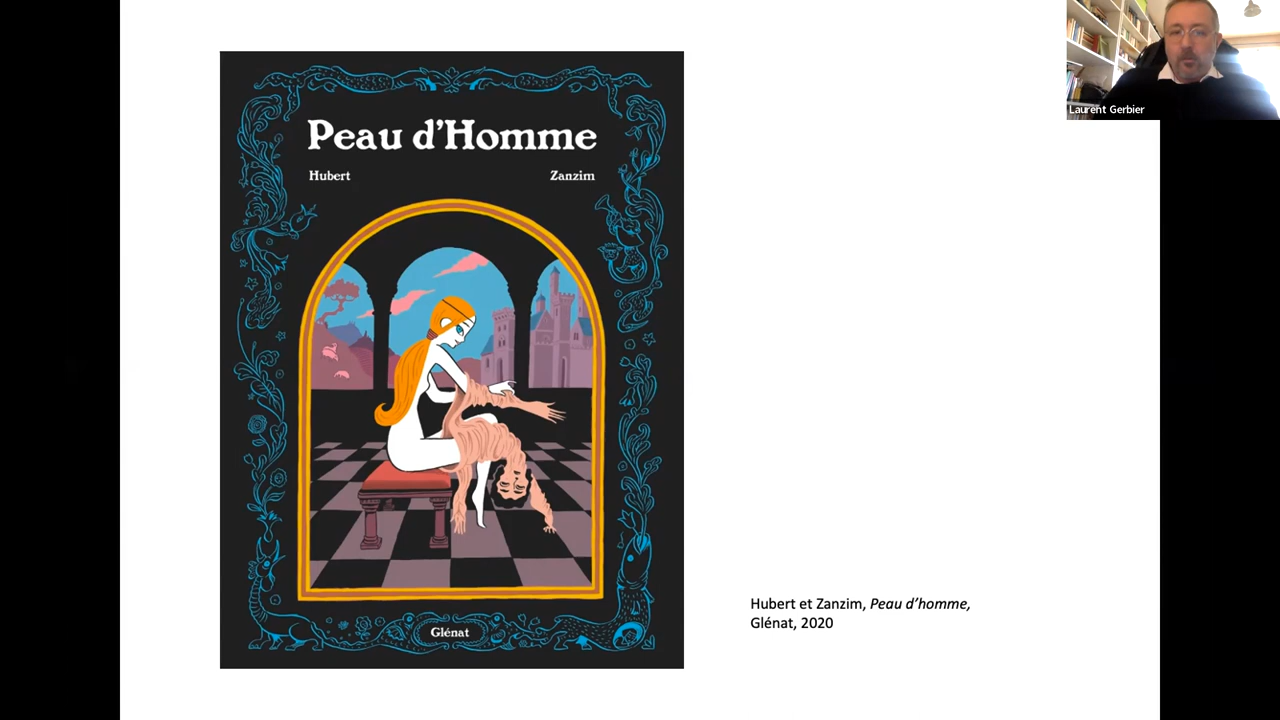 Laurent Gerbier
Peau d'Homme
Hubert
Zanzim
Glénat
Hubert et Zanzim, Peau d'homme,
Glénat, 2020